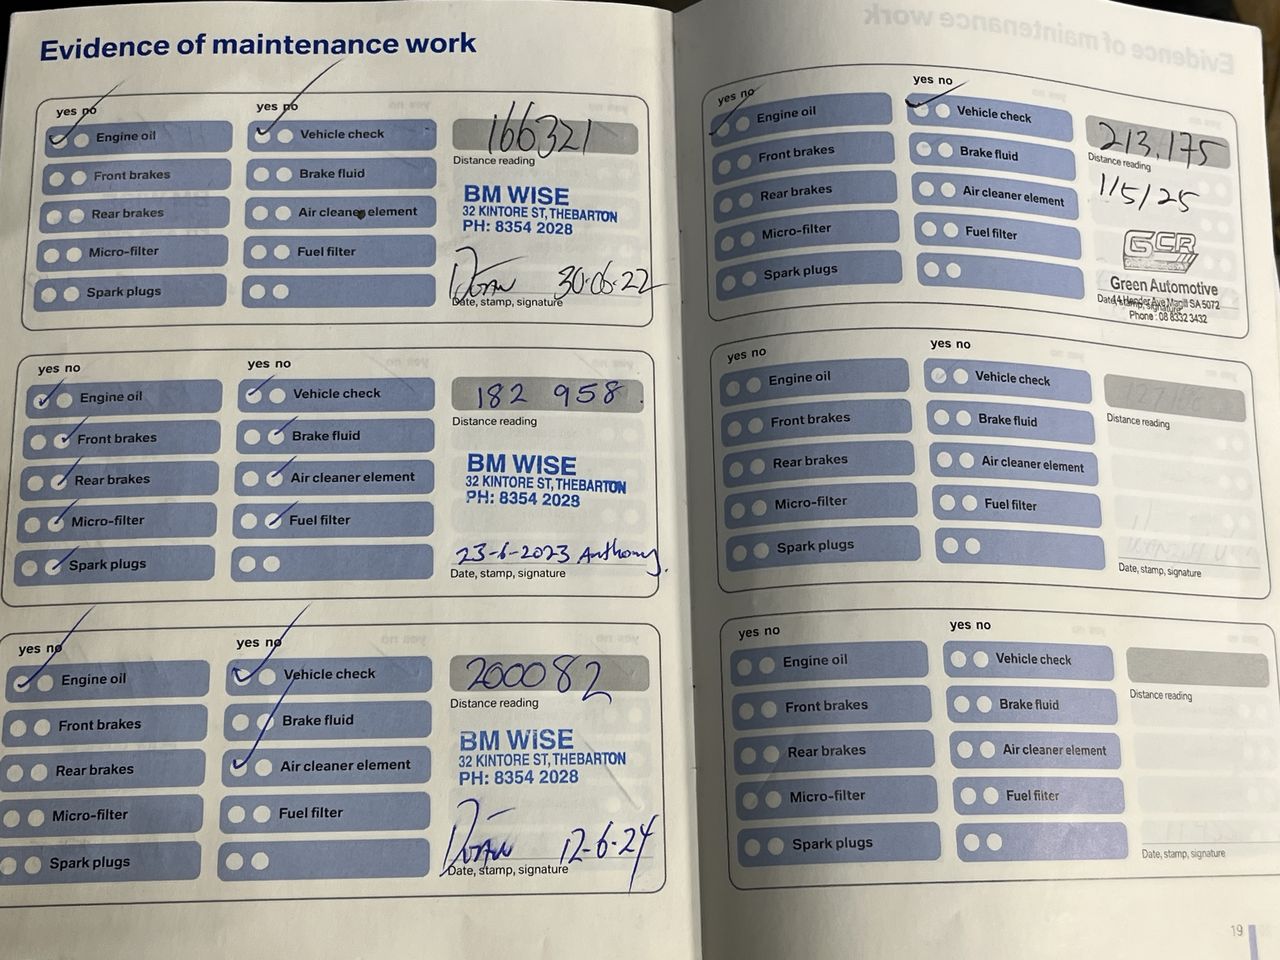 Evidence of maintenance work
yes no
yes no
Engine oil
Vehicle check
166321
Distance reading
Front brakes
Brake fluid
Rear brakes
Air cleaner element
BM WISE
32 KINTORE ST, THEBARTON
PH: 8354 2028
Micro-filter
Fuel filter
Spark plugs
30·06·22
Date, stamp, signature
yes no
yes no
Engine oil
Vehicle check
182 958.
Distance reading
Front brakes
Brake fluid
Rear brakes
Air cleaner element
BM WISE
32 KINTORE ST, THEBARTON
PH: 8354 2028
Micro-filter
Fuel filter
Spark plugs
23-6-2023 Anthony
Date, stamp, signature
yes no
yes no
Engine oil
Vehicle check
200082
Distance reading
Front brakes
Brake fluid
Rear brakes
Air cleaner element
BM WISE
32 KINTORE ST, THEBARTON
PH: 8354 2028
Micro-filter
Fuel filter
Spark plugs
12-6-24
Date, stamp, signature
yes no
yes no
Engine oil
Vehicle check
213,175
Distance reading
Front brakes
Brake fluid
1/5/25
Rear brakes
Air cleaner element
Micro-filter
Fuel filter
GCR
Spark plugs
Green Automotive
14 Hender Ave Magill SA 5072
Date, stamp, signature
Phone : 08 8332 3432
yes no
yes no
Engine oil
Vehicle check
Distance reading
Front brakes
Brake fluid
Rear brakes
Air cleaner element
Micro-filter
Fuel filter
Spark plugs
Date, stamp, signature
yes no
yes no
Engine oil
Vehicle check
Distance reading
Front brakes
Brake fluid
Rear brakes
Air cleaner element
Micro-filter
Fuel filter
Spark plugs
Date, stamp, signature
19